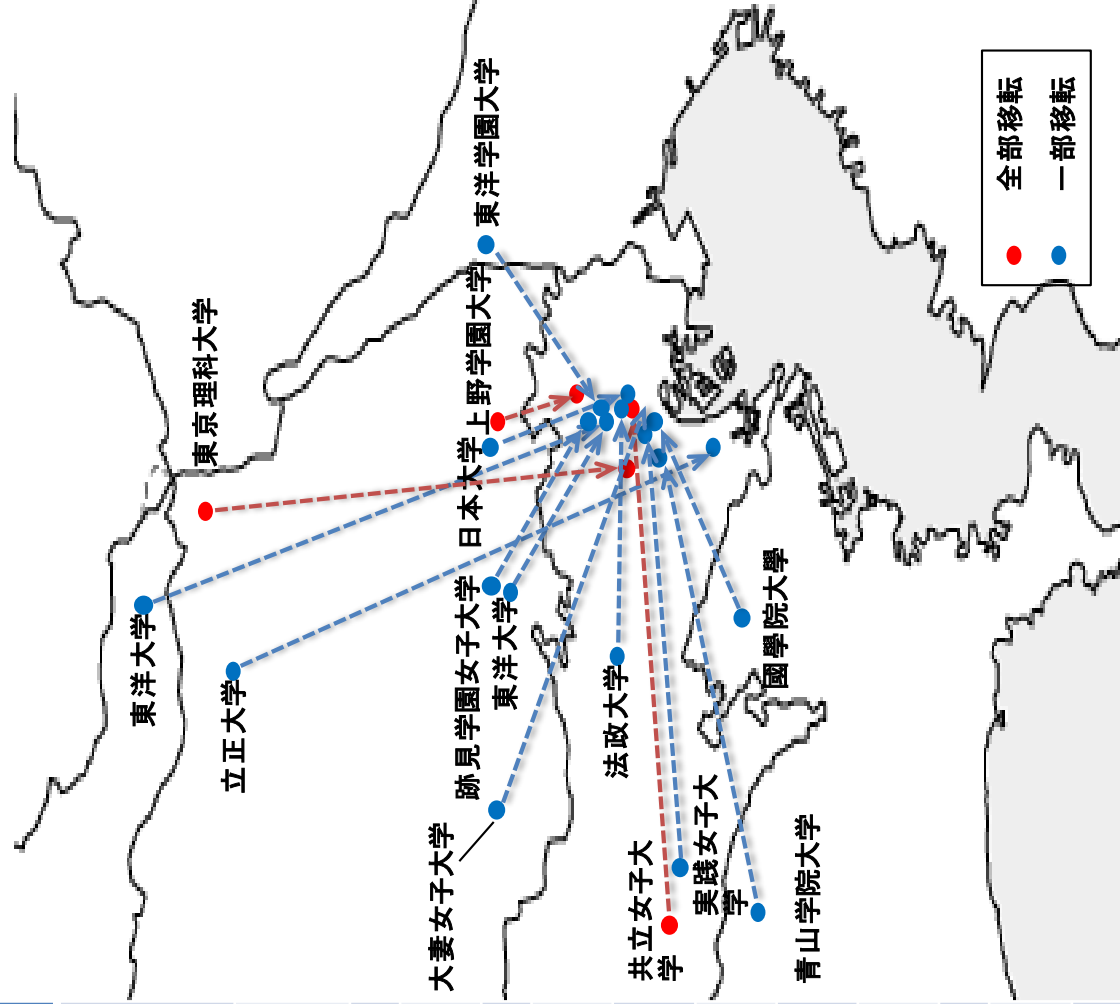 東洋大学
立正大学
東京理科大学
大妻女子大学
跡見学園女子大学
東洋大学
日本大学
上野学園大学
東洋学園大学
法政大学
共立女子大
学
実践女子大
学
國學院大學
青山学院大学
全部移転
一部移転